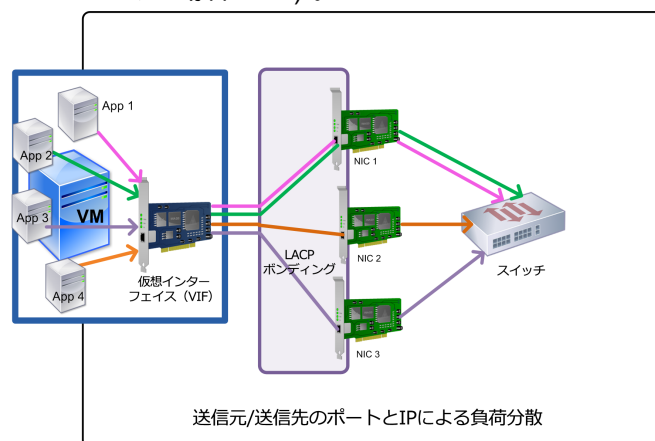 App 1
App 2
VM
App 3
App 4
仮想インター
フェイス（VIF）
LACP
ボンディング
NIC 1
NIC 2
NIC 3
スイッチ
送信元/送信先のポートとIPによる負荷分散